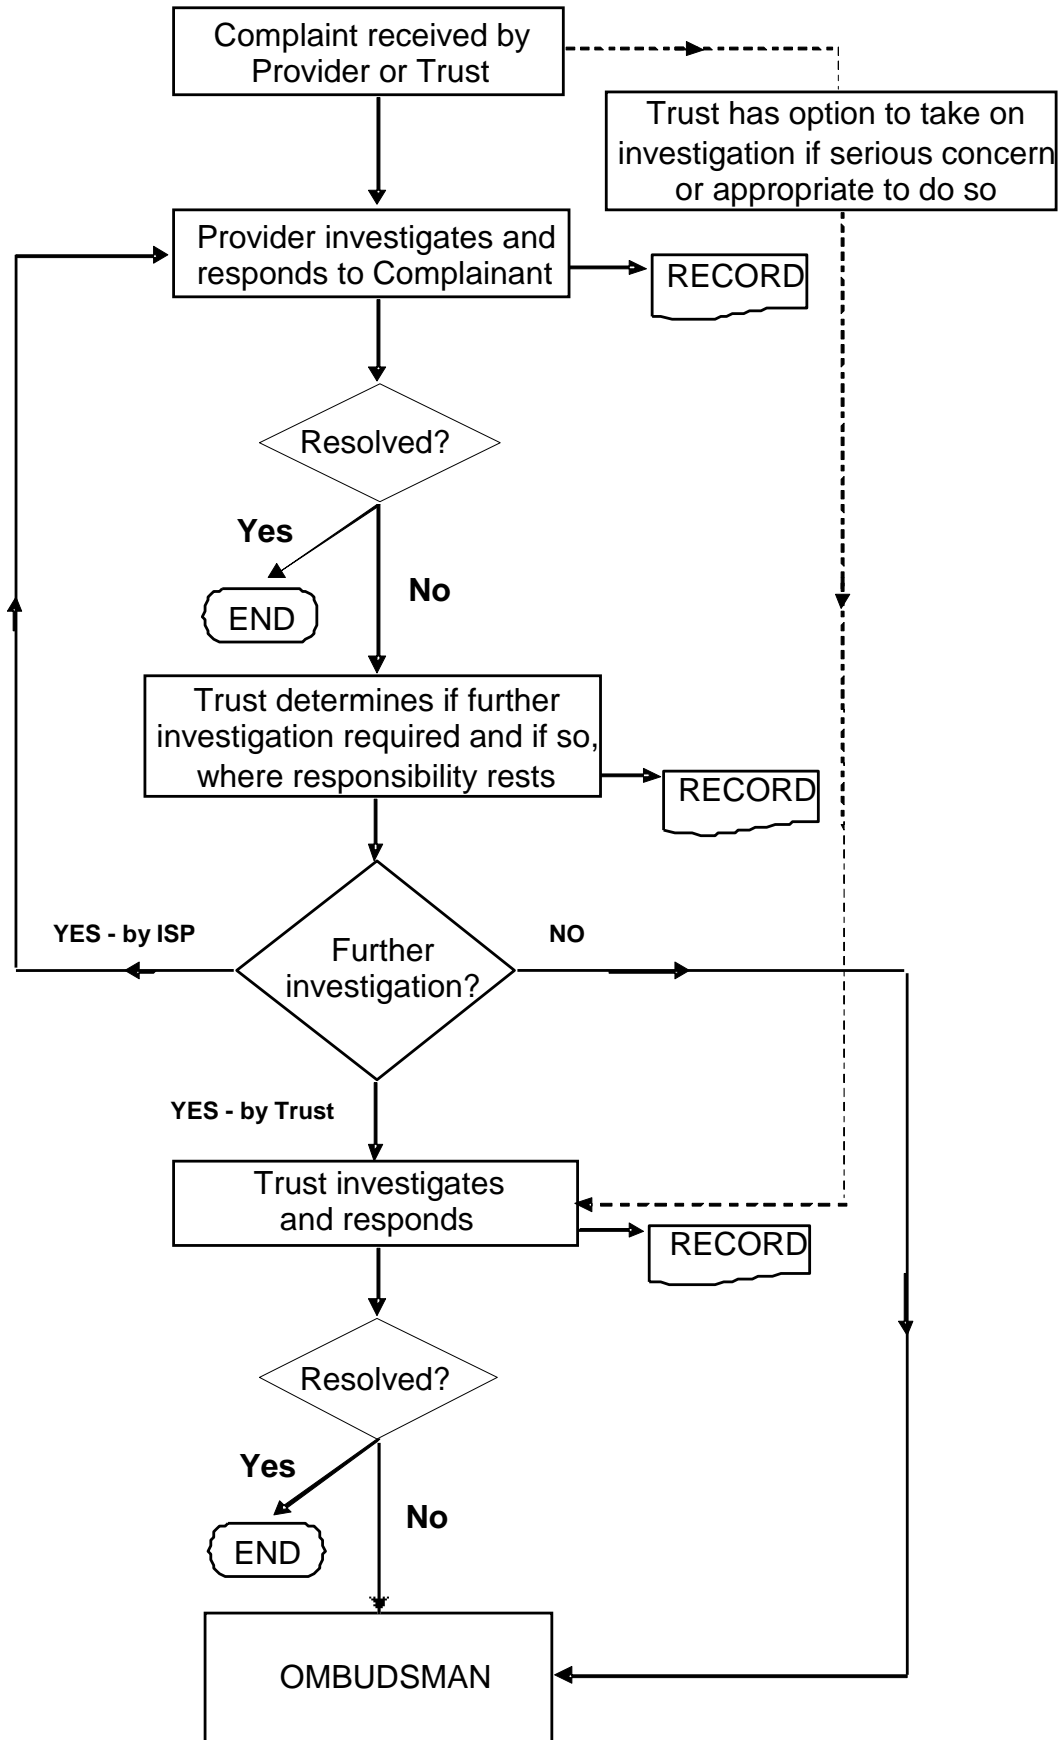 Complaint received by
Provider or Trust
Trust has option to take on
investigation if serious concern
or appropriate to do so
Provider investigates and
responds to Complainant
RECORD
Resolved?
Yes
No
END
Trust determines if further
investigation required and if so,
where responsibility rests
RECORD
YES - by ISP
Further
investigation?
NO
YES - by Trust
Trust investigates
and responds
RECORD
Resolved?
Yes
No
END
OMBUDSMAN